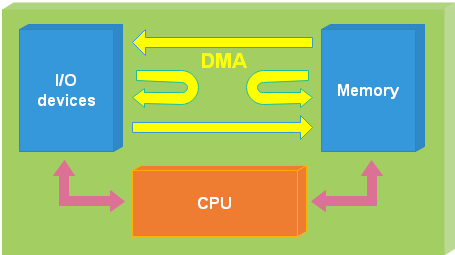 DMA
I/O
devices
Memory
CPU